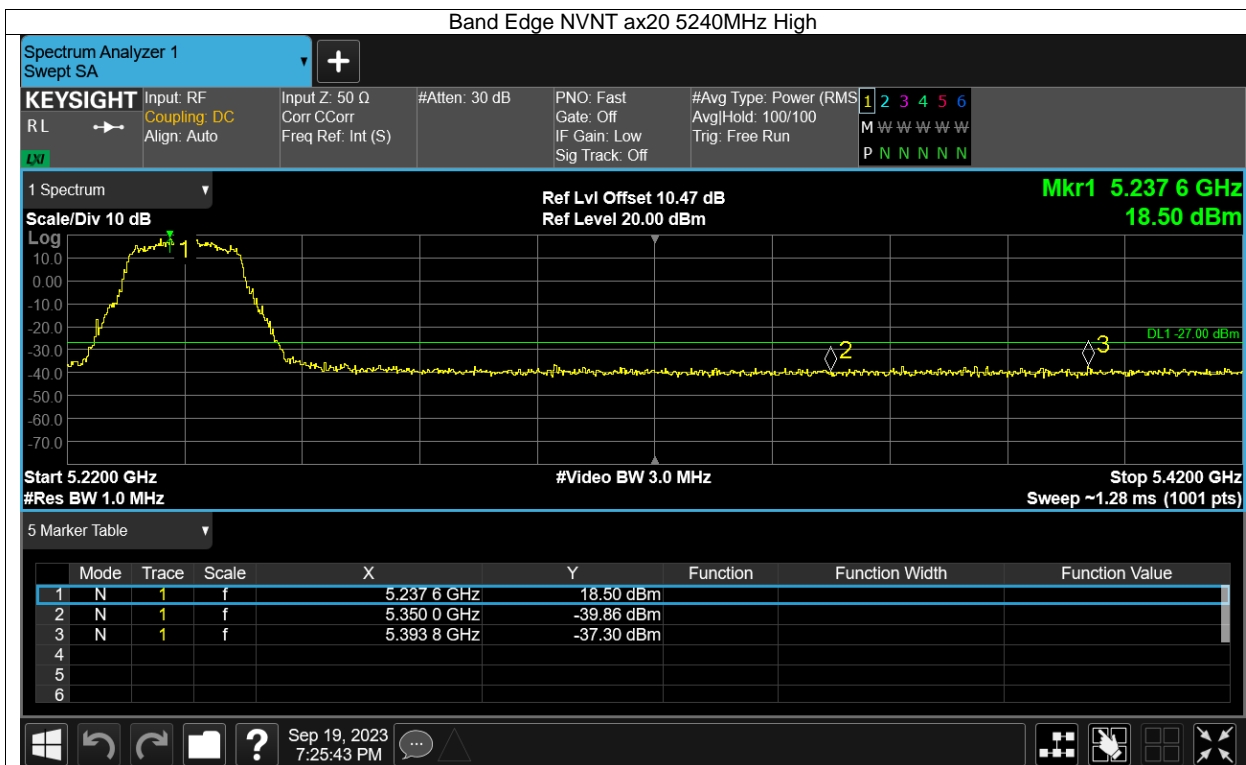 Band Edge NVNT ax20 5240MHz High
Spectrum Analyzer 1
Swept SA
KEYSIGHT
RL
LXI
Input: RF
Coupling: DC
Align: Auto
Input Z: 50 Ω
Corr CCorr
Freq Ref: Int (S)
#Atten: 30 dB
PNO: Fast
Gate: Off
IF Gain: Low
Sig Track: Off
#Avg Type: Power (RMS
Avg|Hold: 100/100
Trig: Free Run
1 2 3 4 5 6
M W W W W W
P N N N N N
1 Spectrum
Scale/Div 10 dB
Ref Lvl Offset 10.47 dB
Ref Level 20.00 dBm
Mkr1 5.237 6 GHz
18.50 dBm
Log
10.0
0.00
-10.0
-20.0
-30.0
-40.0
-50.0
-60.0
-70.0
1
2
3
DL1 -27.00 dBm
Start 5.2200 GHz
#Video BW 3.0 MHz
Stop 5.4200 GHz
#Res BW 1.0 MHz
Sweep ~1.28 ms (1001 pts)
5 Marker Table
Mode Trace Scale X Y Function Function Width Function Value
1 N 1 f 5.237 6 GHz 18.50 dBm
2 N 1 f 5.350 0 GHz -39.86 dBm
3 N 1 f 5.393 8 GHz -37.30 dBm
4
5
6
?
Sep 19, 2023
7:25:43 PM